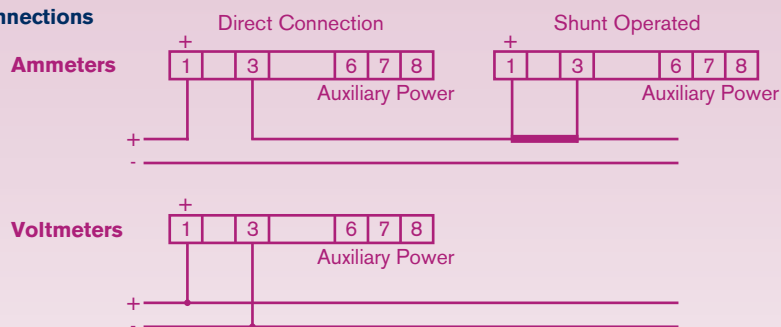 nnections
Direct Connection
Shunt Operated
+
+
Ammeters
1 3 6 7 8
1 3 6 7 8
Auxiliary Power
Auxiliary Power
+
-
+
Voltmeters
1 3 6 7 8
Auxiliary Power
+
-